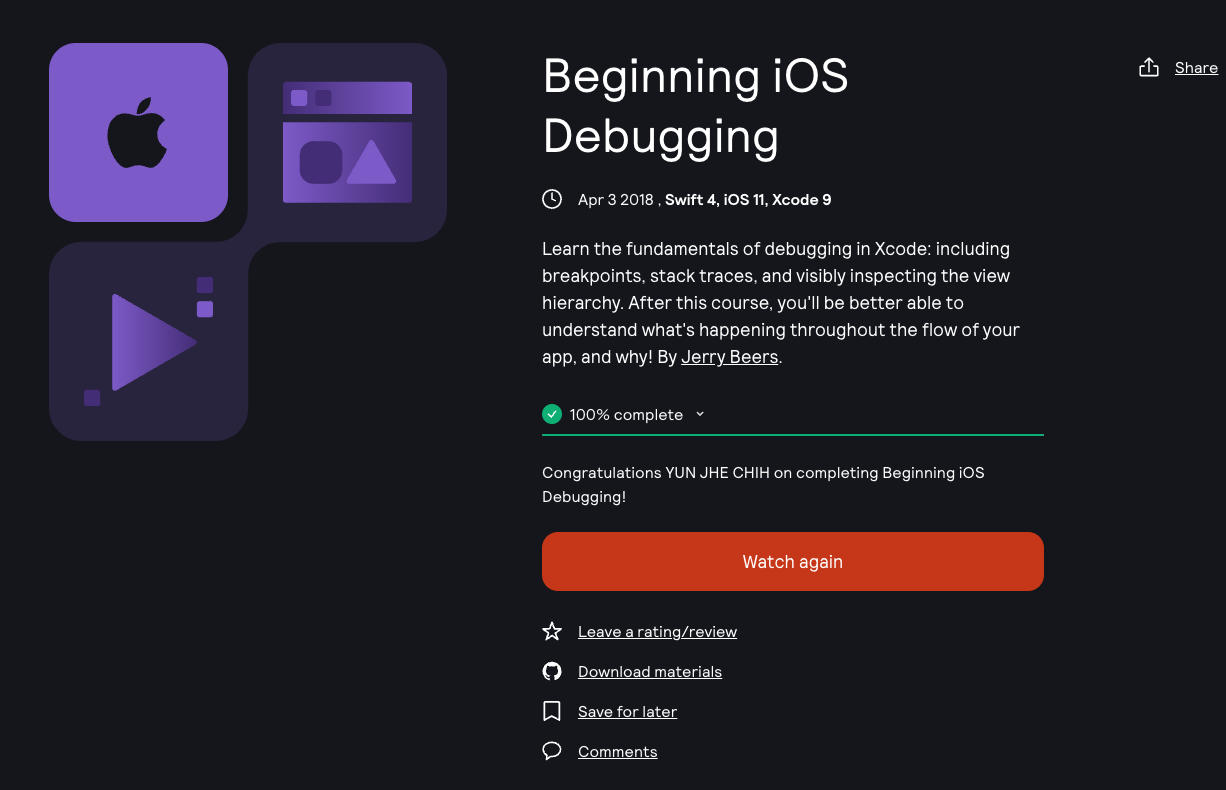 Beginning iOS
Debugging
Share
Apr 3 2018 , Swift 4, iOS 11, Xcode 9
Learn the fundamentals of debugging in Xcode: including
breakpoints, stack traces, and visibly inspecting the view
hierarchy. After this course, you'll be better able to
understand what's happening throughout the flow of your
app, and why! By Jerry Beers.
100% complete
Congratulations YUN JHE CHIH on completing Beginning iOS
Debugging!
Watch again
Leave a rating/review
Download materials
Save for later
Comments